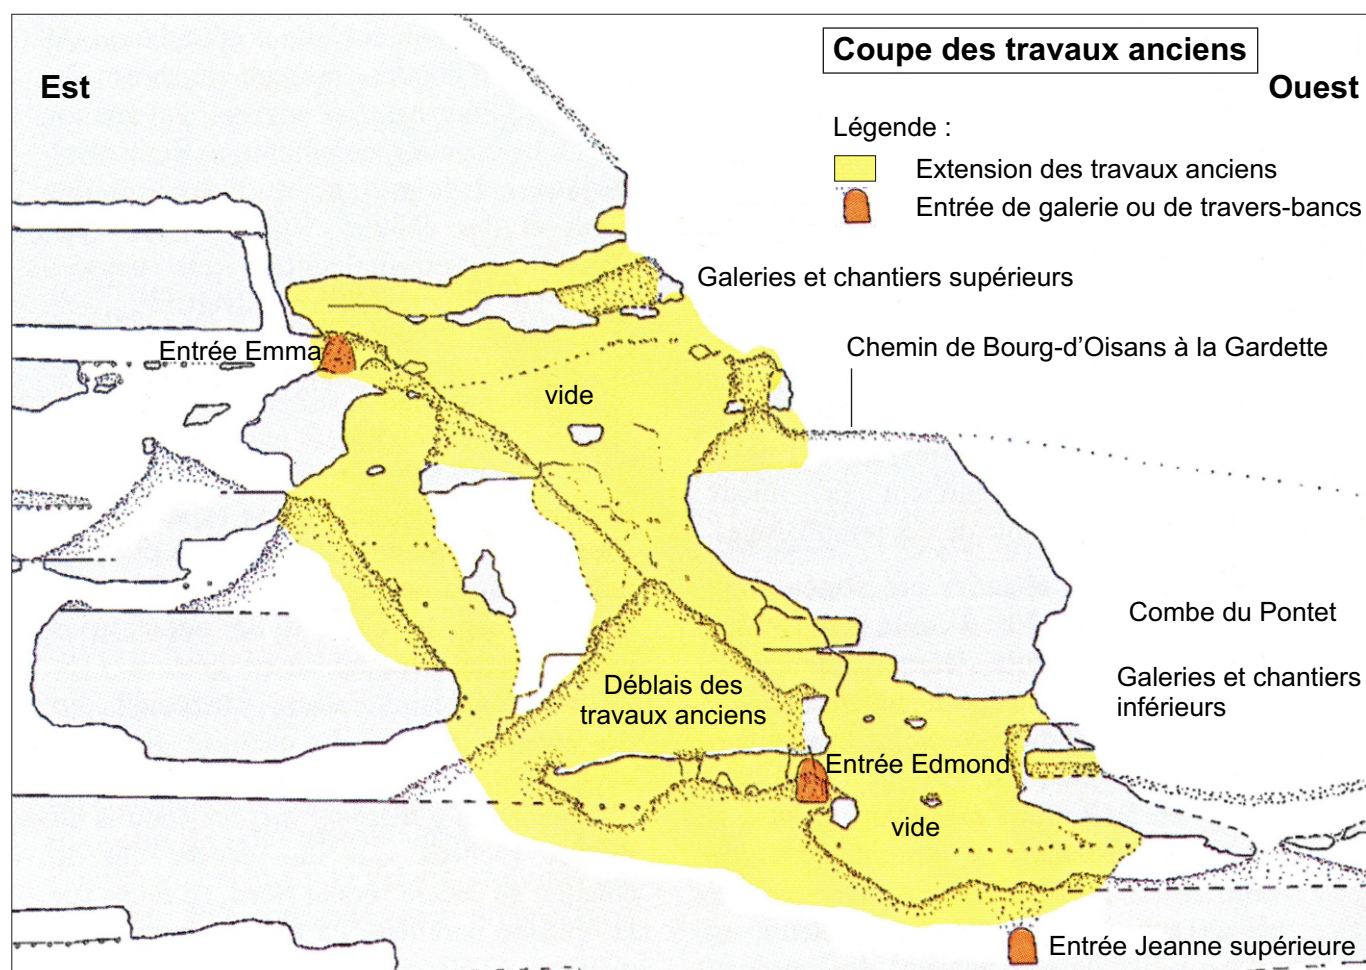 Coupe des travaux anciens
Est
Ouest
Légende :
Extension des travaux anciens
Entrée de galerie ou de travers-bancs
Galeries et chantiers supérieurs
Entrée Emma
Chemin de Bourg-d'Oisans à la Gardette
vide
Combe du Pontet
Galeries et chantiers
inférieurs
Déblais des
travaux anciens
Entrée Edmond
vide
Entrée Jeanne supérieure